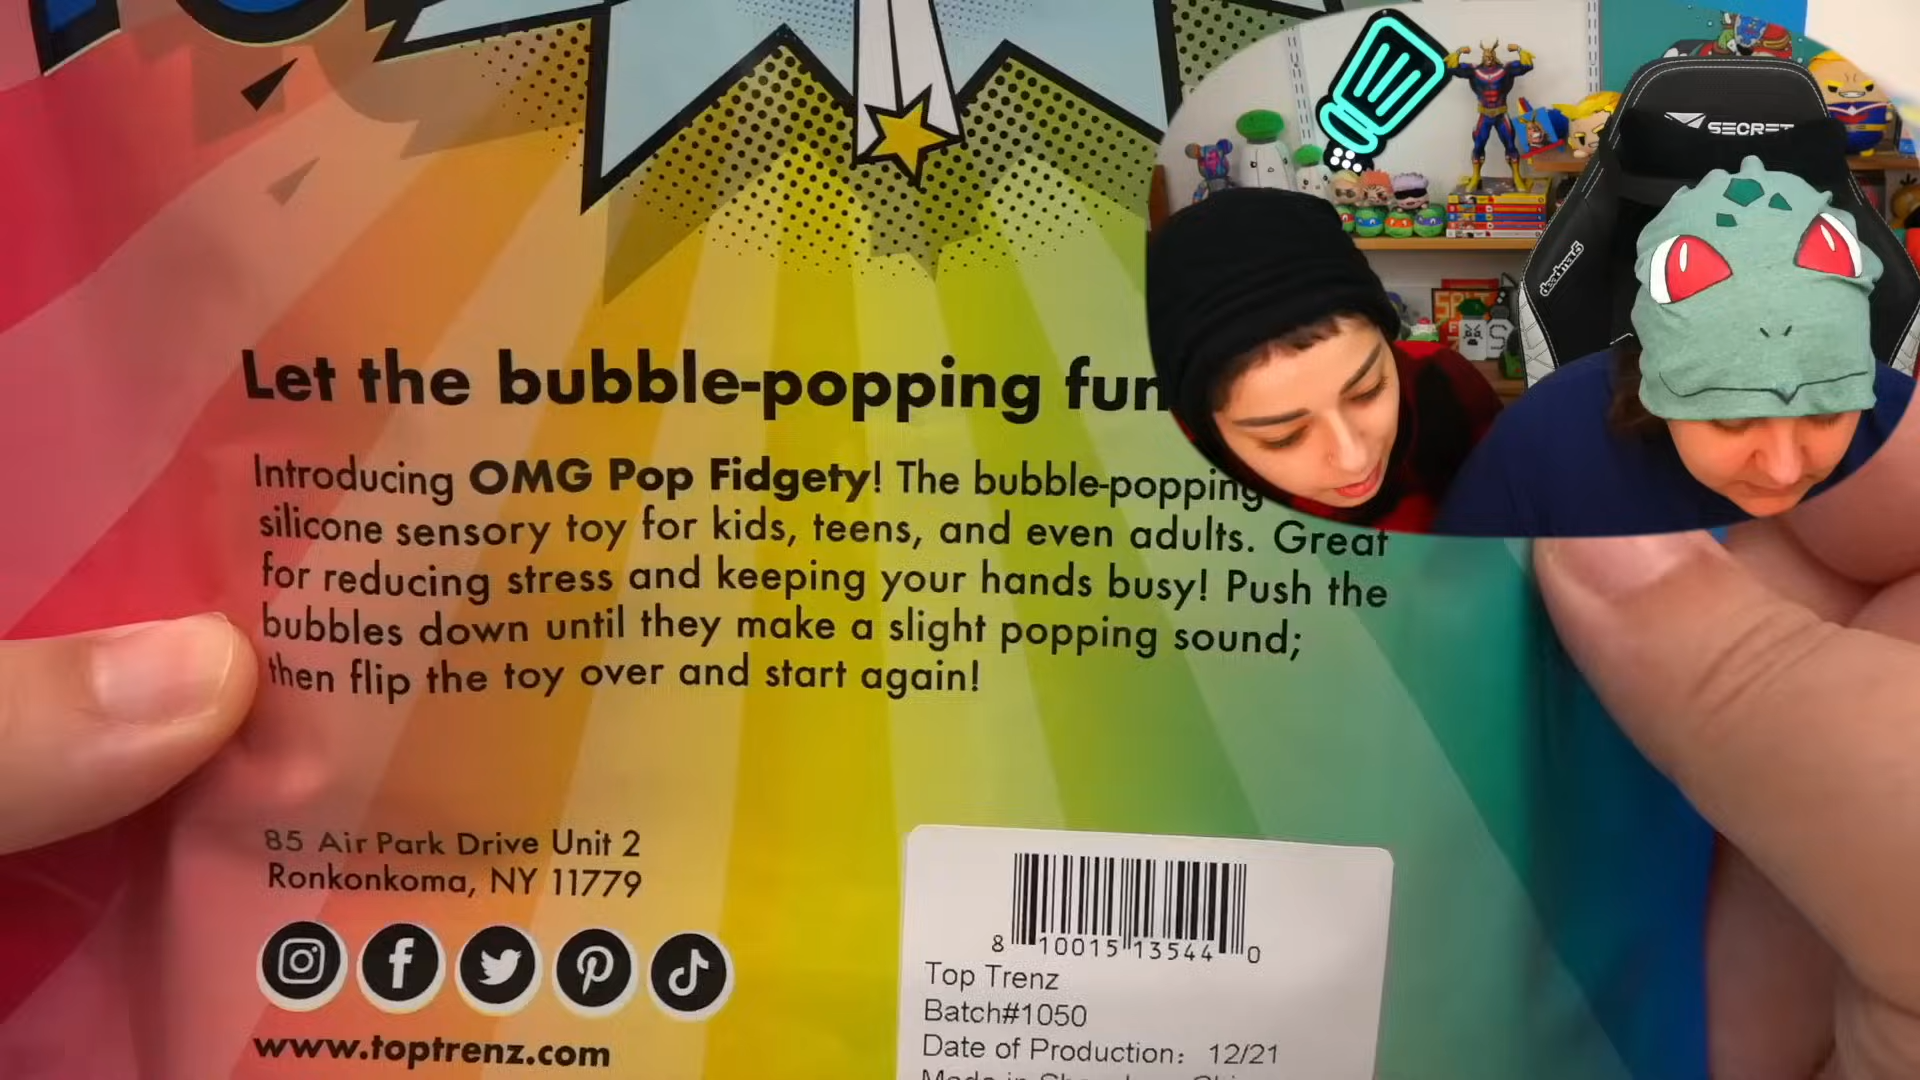 SECRET
deadmau5
Let the bubble-popping fun
Introducing OMG Pop Fidgety! The bubble-popping
silicone sensory toy for kids, teens, and even adults. Great
for reducing stress and keeping your hands busy! Push the
bubbles down until they make a slight popping sound;
then flip the toy over and start again!
85 Air Park Drive Unit 2
Ronkonkoma, NY 11779
www.toptrenz.com
8 10015 13544 0
Top Trenz
Batch#1050
Date of Production: 12/21
Made in